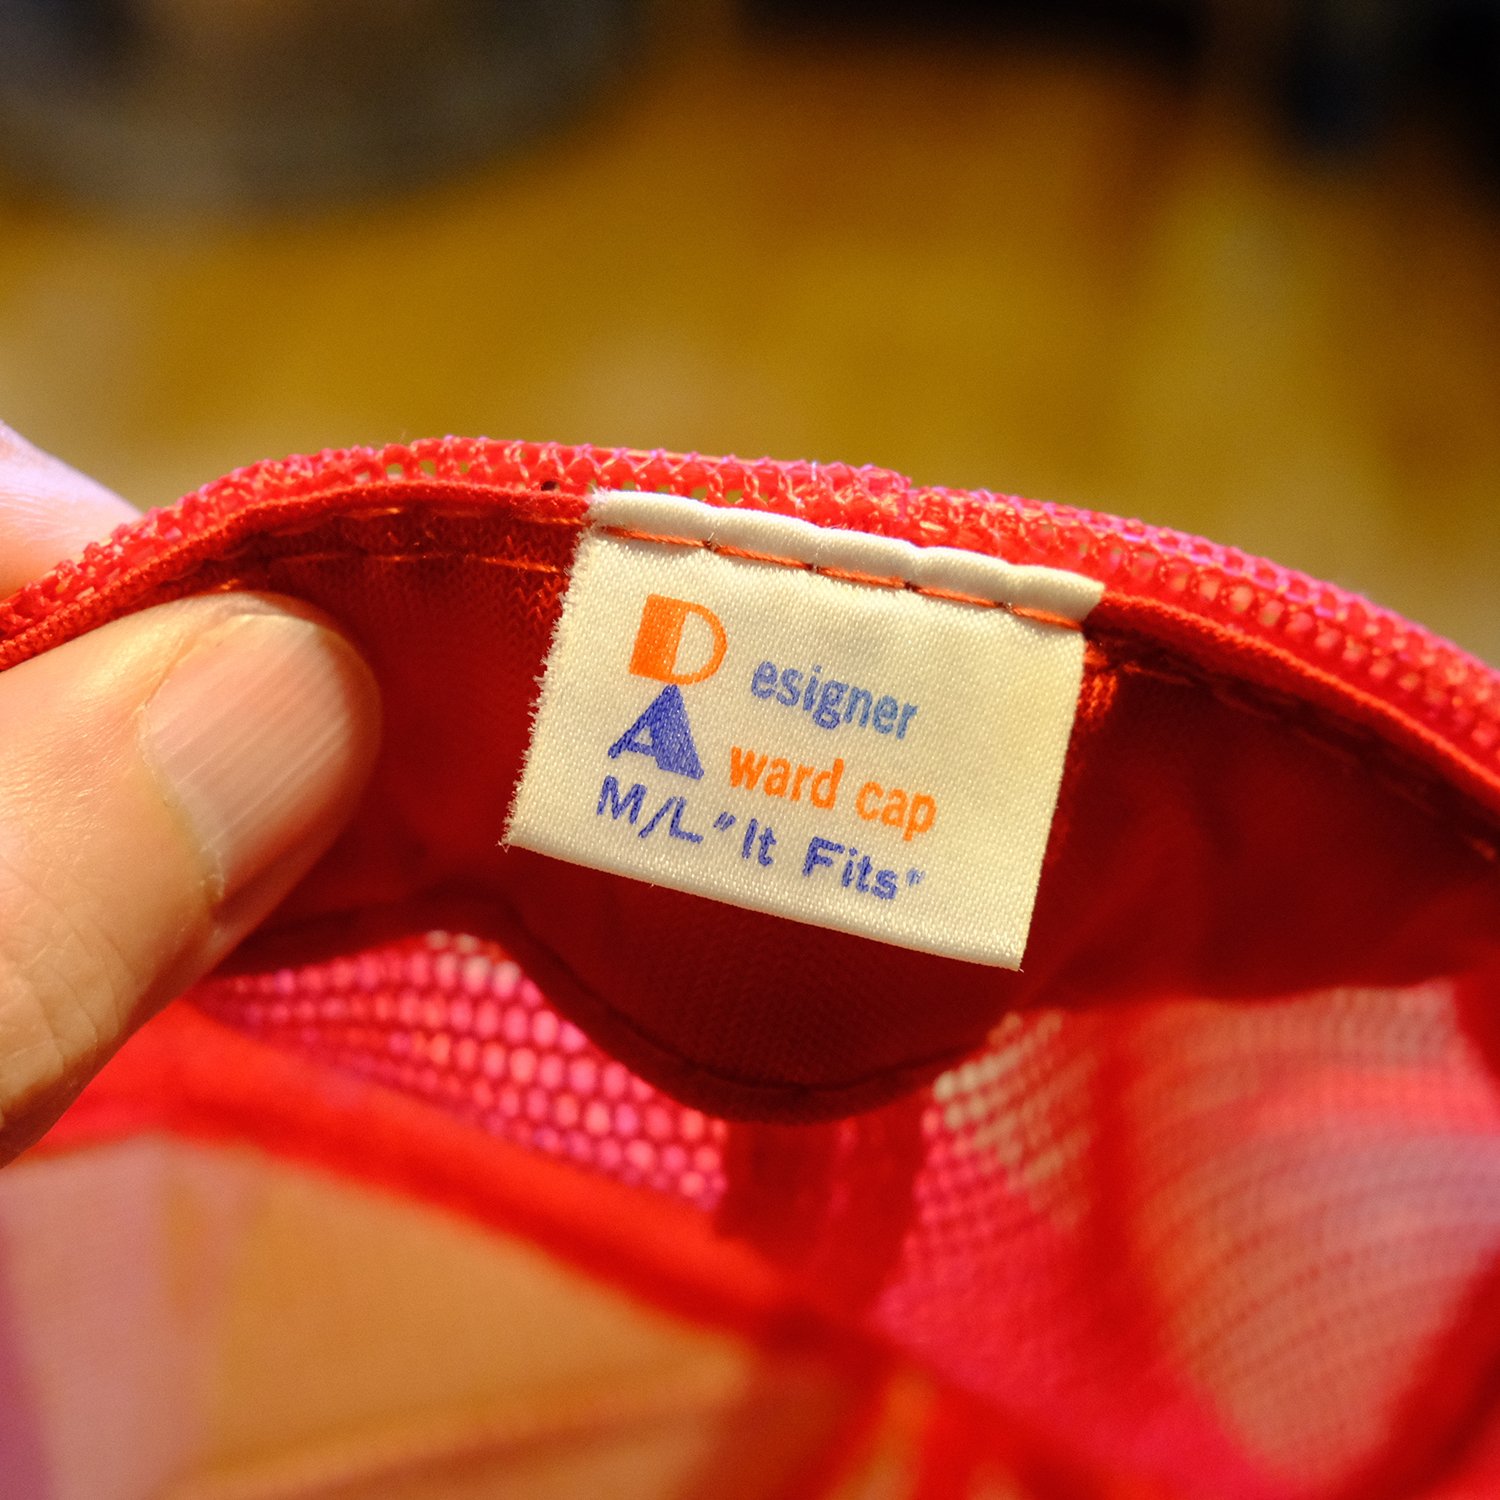 Designer
Award cap
M/L "It Fits"